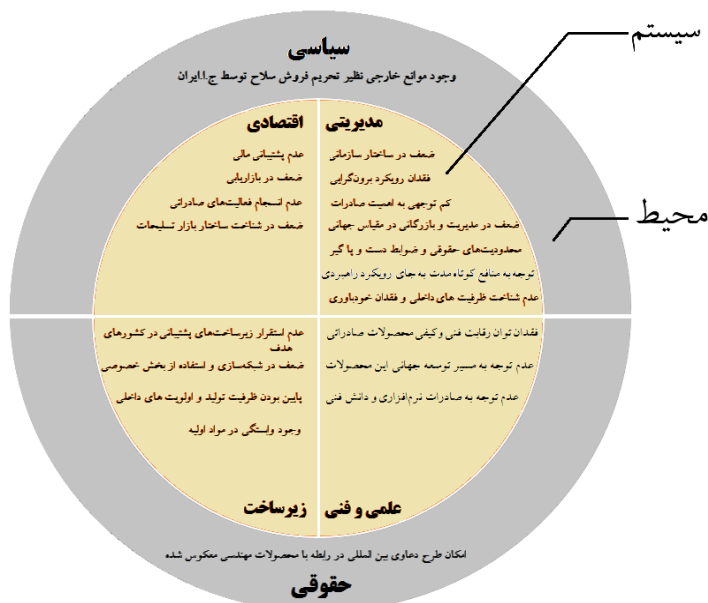 سیاسی
وجود موانع خارجی نظیر تحریم فروش سلاح توسط ج.ا.ایران
سیستم
محیط
مدیریتی
ضعف در ساختار سازمانی
فقدان رویکرد برون‌گرایی
کم توجهی به اهمیت صادرات
ضعف در مدیریت و بازرگانی در مقیاس جهانی
محدودیت‌های حقوقی و ضوابط دست و پا گیر
توجه به منافع کوتاه مدت به جای رویکرد راهبردی
عدم شناخت ظرفیت های داخلی و فقدان خودباوری
اقتصادی
عدم پشتیبانی مالی
ضعف در بازاریابی
عدم انسجام فعالیت‌های صادراتی
ضعف در شناخت ساختار بازار تسلیحات
فقدان توان رقابت فنی و کیفی محصولات صادراتی
عدم توجه به مسیر توسعه جهانی این محصولات
عدم توجه به صادرات نرم‌افزاری و دانش فنی
علمی و فنی
عدم استقرار زیرساخت‌های پشتیبانی در کشورهای
هدف
ضعف در شبکه‌سازی و استفاده از بخش خصوصی
پایین بودن ظرفیت تولید و اولویت های داخلی
وجود وابستگی در مواد اولیه
زیرساخت
امکان طرح دعاوی بین المللی در رابطه با محصولات مهندسی معکوس شده
حقوقی